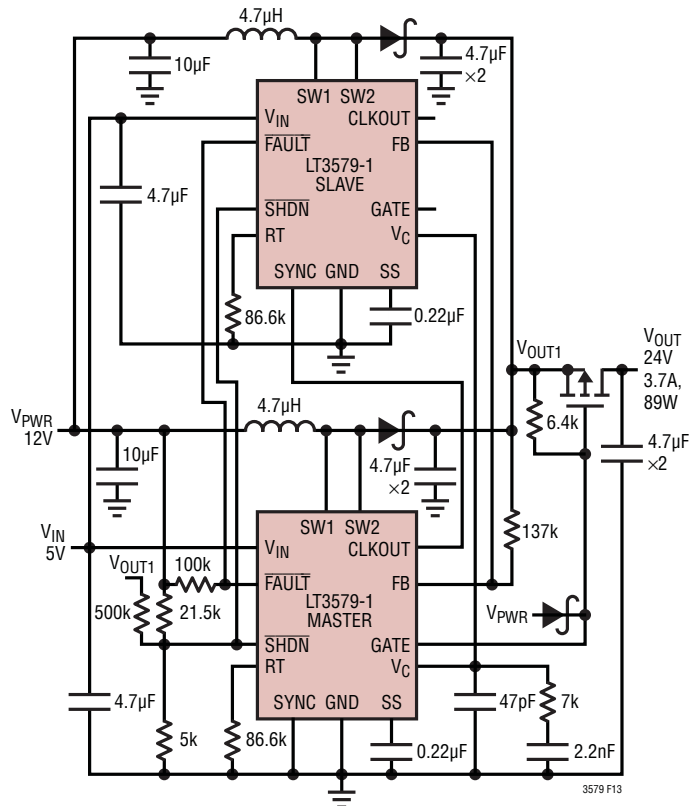 4.7µH
10µF
4.7µF
×2
SW1 SW2
VIN
CLKOUT
FAULT
FB
LT3579-1
SLAVE
4.7µF
SHDN
GATE
RT
VC
SYNC GND SS
86.6k
0.22µF
VOUT1
VOUT
24V
3.7A,
89W
6.4k
4.7µF
×2
VPWR
12V
4.7µH
10µF
4.7µF
×2
137k
SW1 SW2
VIN
5V
VIN
CLKOUT
VOUT1
100k
FAULT
FB
LT3579-1
MASTER
500k
21.5k
VPWR
SHDN
GATE
RT
VC
SYNC GND SS
4.7µF
5k
86.6k
0.22µF
47pF
7k
2.2nF
3579 F13